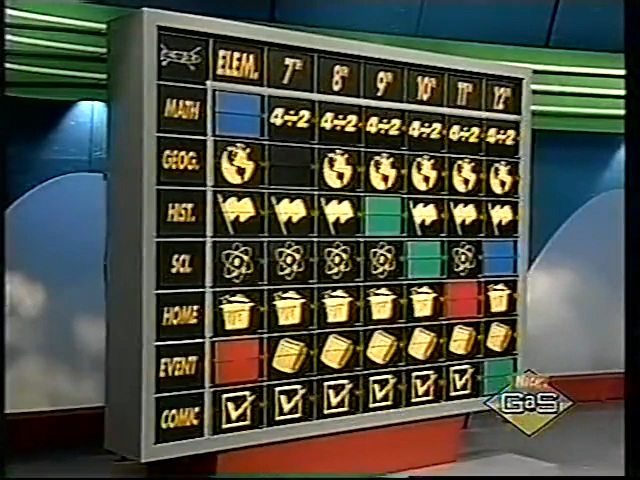 ELEM. 7TH 8TH 9TH 10TH 11TH 12TH
MATH 4÷2 4÷2 4÷2 4÷2 4÷2 4÷2
GEOG.
HIST.
SCI.
HOME
EVENT
COMIC
NICK
GaS